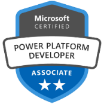 Microsoft
CERTIFIED
POWER PLATFORM
DEVELOPER
ASSOCIATE